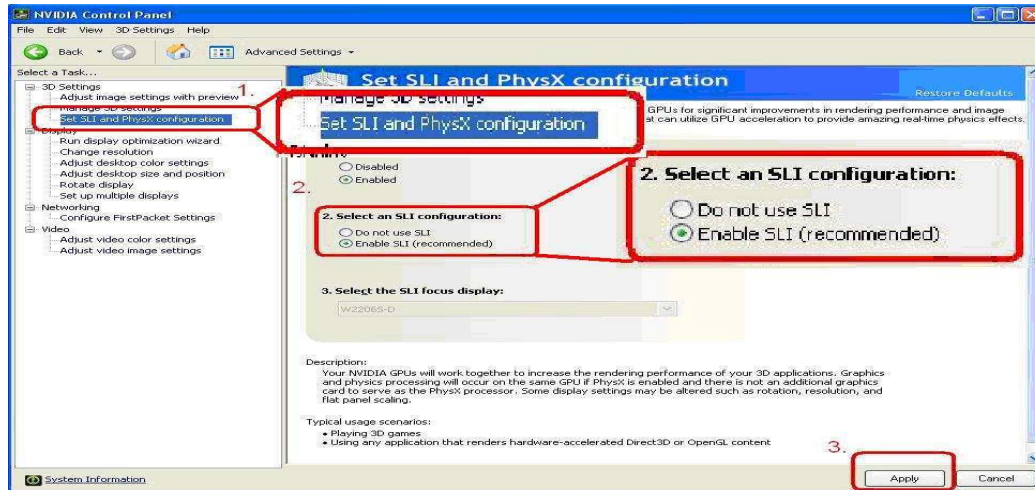 NVIDIA Control Panel
File Edit View 3D Settings Help
Back
Advanced Settings
Select a Task...
3D Settings
Adjust image settings with preview
Manage 3D settings
Set SLI and PhysX configuration
Display
Run display optimization wizard
Change resolution
Adjust desktop color settings
Adjust desktop size and position
Rotate display
Set up multiple displays
Networking
Configure FirstPacket Settings
Video
Adjust video color settings
Adjust video image settings
System Information
1.
Set SLI and PhysX configuration
Restore Defaults
Manage 3D settings
Set SLI and PhysX configuration
GPUs for significant improvements in rendering performance and image
at can utilize GPU acceleration to provide amazing real-time physics effects.
2.
Disabled
Enabled
2. Select an SLI configuration:
Do not use SLI
Enable SLI (recommended)
2. Select an SLI configuration:
Do not use SLI
Enable SLI (recommended)
3. Select the SLI focus display:
W2206S-D
Description:
Your NVIDIA GPUs will work together to increase the rendering performance of your 3D applications. Graphics
and physics processing will occur on the same GPU if PhysX is enabled and there is not an additional graphics
card to serve as the PhysX processor. Some display settings may be altered such as rotation, resolution, and
flat panel scaling.
Typical usage scenarios:
• Playing 3D games
• Using any application that renders hardware-accelerated Direct3D or OpenGL content
3.
Apply
Cancel